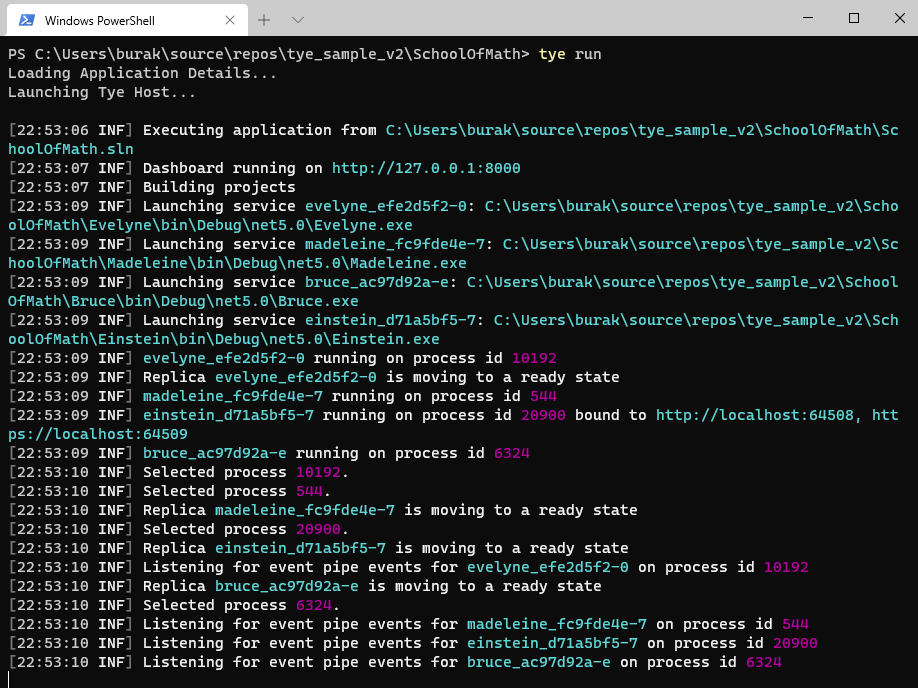 Windows PowerShell
PS C:\Users\burak\source\repos\tye_sample_v2\SchoolOfMath> tye run
Loading Application Details...
Launching Tye Host...
[22:53:06 INF] Executing application from C:\Users\burak\source\repos\tye_sample_v2\SchoolOfMath\Sc
hoolOfMath.sln
[22:53:07 INF] Dashboard running on http://127.0.0.1:8000
[22:53:07 INF] Building projects
[22:53:09 INF] Launching service evelyne_efe2d5f2-0: C:\Users\burak\source\repos\tye_sample_v2\Scho
olOfMath\Evelyne\bin\Debug\net5.0\Evelyne.exe
[22:53:09 INF] Launching service madeleine_fc9fde4e-7: C:\Users\burak\source\repos\tye_sample_v2\Sc
hoolOfMath\Madeleine\bin\Debug\net5.0\Madeleine.exe
[22:53:09 INF] Launching service bruce_ac97d92a-e: C:\Users\burak\source\repos\tye_sample_v2\School
OfMath\Bruce\bin\Debug\net5.0\Bruce.exe
[22:53:09 INF] Launching service einstein_d71a5bf5-7: C:\Users\burak\source\repos\tye_sample_v2\Sch
oolOfMath\Einstein\bin\Debug\net5.0\Einstein.exe
[22:53:09 INF] evelyne_efe2d5f2-0 running on process id 10192
[22:53:09 INF] Replica evelyne_efe2d5f2-0 is moving to a ready state
[22:53:09 INF] madeleine_fc9fde4e-7 running on process id 544
[22:53:09 INF] einstein_d71a5bf5-7 running on process id 20900 bound to http://localhost:64508, htt
ps://localhost:64509
[22:53:09 INF] bruce_ac97d92a-e running on process id 6324
[22:53:10 INF] Selected process 10192.
[22:53:10 INF] Selected process 544.
[22:53:10 INF] Replica madeleine_fc9fde4e-7 is moving to a ready state
[22:53:10 INF] Selected process 20900.
[22:53:10 INF] Replica einstein_d71a5bf5-7 is moving to a ready state
[22:53:10 INF] Listening for event pipe events for evelyne_efe2d5f2-0 on process id 10192
[22:53:10 INF] Replica bruce_ac97d92a-e is moving to a ready state
[22:53:10 INF] Selected process 6324.
[22:53:10 INF] Listening for event pipe events for madeleine_fc9fde4e-7 on process id 544
[22:53:10 INF] Listening for event pipe events for einstein_d71a5bf5-7 on process id 20900
[22:53:10 INF] Listening for event pipe events for bruce_ac97d92a-e on process id 6324